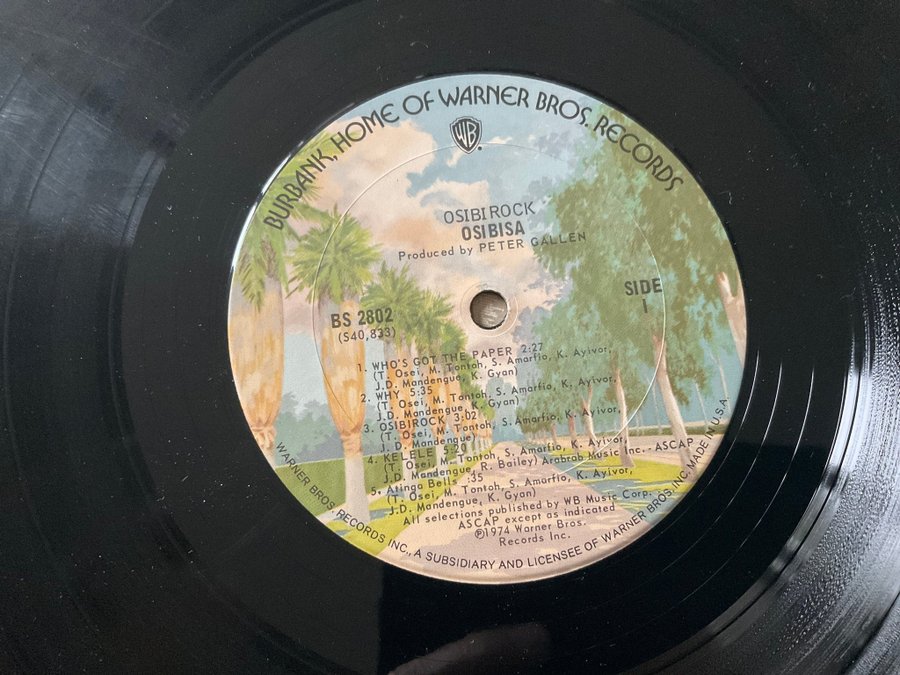 BURBANK, HOME OF WARNER BROS. RECORDS
WB
OSIBIROCK
OSIBISA
Produced by PETER GALLEN
SIDE
1
BS 2802
(S40,833)
1. WHO'S GOT THE PAPER 2:27
(T. Osei, M. Tontoh, S. Amarfio, K. Ayivor,
J.D. Mandengue, K. Gyan)
2. WHY 5:35
(T. Osei, M. Tontoh, S. Amarfio, K. Ayivor,
J.D. Mandengue, K. Gyan)
3. OSIBIROCK 3:02
(T. Osei, M. Tontoh, S. Amarfio, K. Ayivor,
J.D. Mandengue)
4. KELELE 5:20
(T. Osei, M. Tontoh, S. Amarfio, K. Ayivor,
J.D. Mandengue, R. Bailey) Arabrab Music Inc., ASCAP
5. Atinga Bells :35
(T. Osei, M. Tontoh, S. Amarfio, K. Ayivor,
J.D. Mandengue, K. Gyan)
All selections published by WB Music Corp.
ASCAP except as indicated
℗1974 Warner Bros.
Records Inc.
WARNER BROS. RECORDS INC., A SUBSIDIARY AND LICENSEE OF WARNER BROS. INC. MADE IN U.S.A.